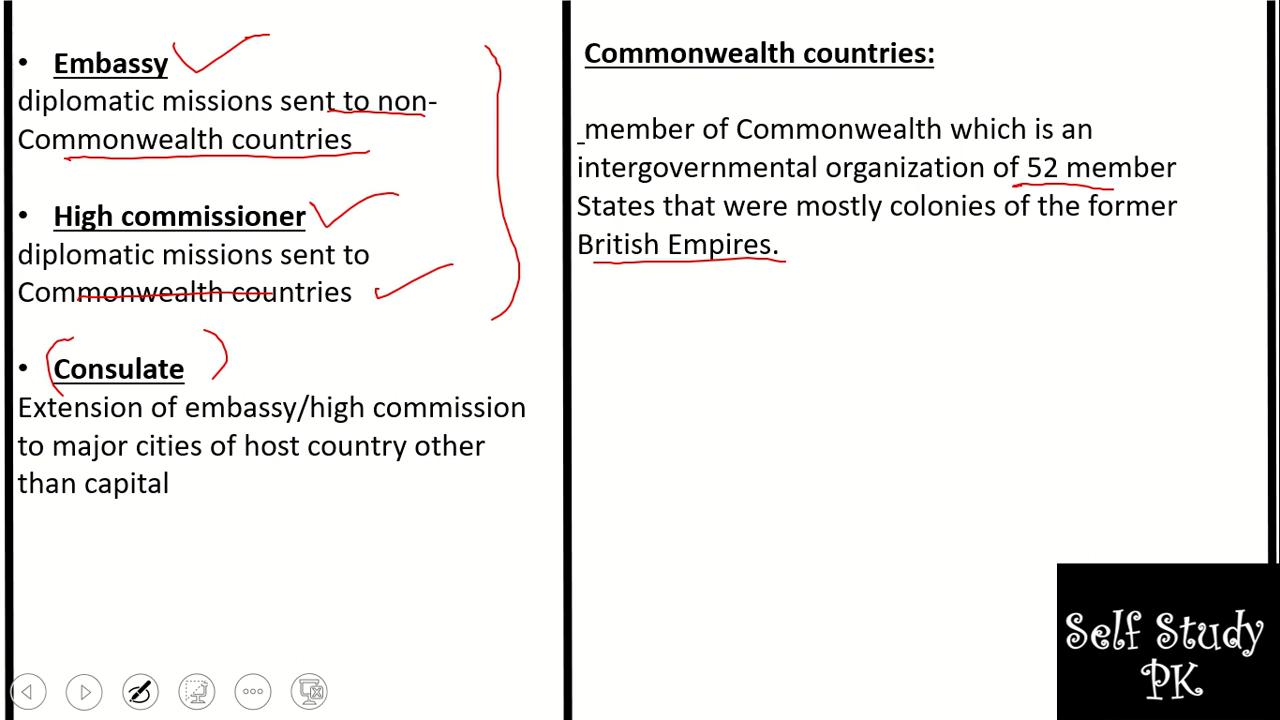 • Embassy
diplomatic missions sent to non-
Commonwealth countries
• High commissioner
diplomatic missions sent to
Commonwealth countries
• Consulate
Extension of embassy/high commission
to major cities of host country other
than capital
Commonwealth countries:
_member of Commonwealth which is an
intergovernmental organization of 52 member
States that were mostly colonies of the former
British Empires.
Self Study
PK